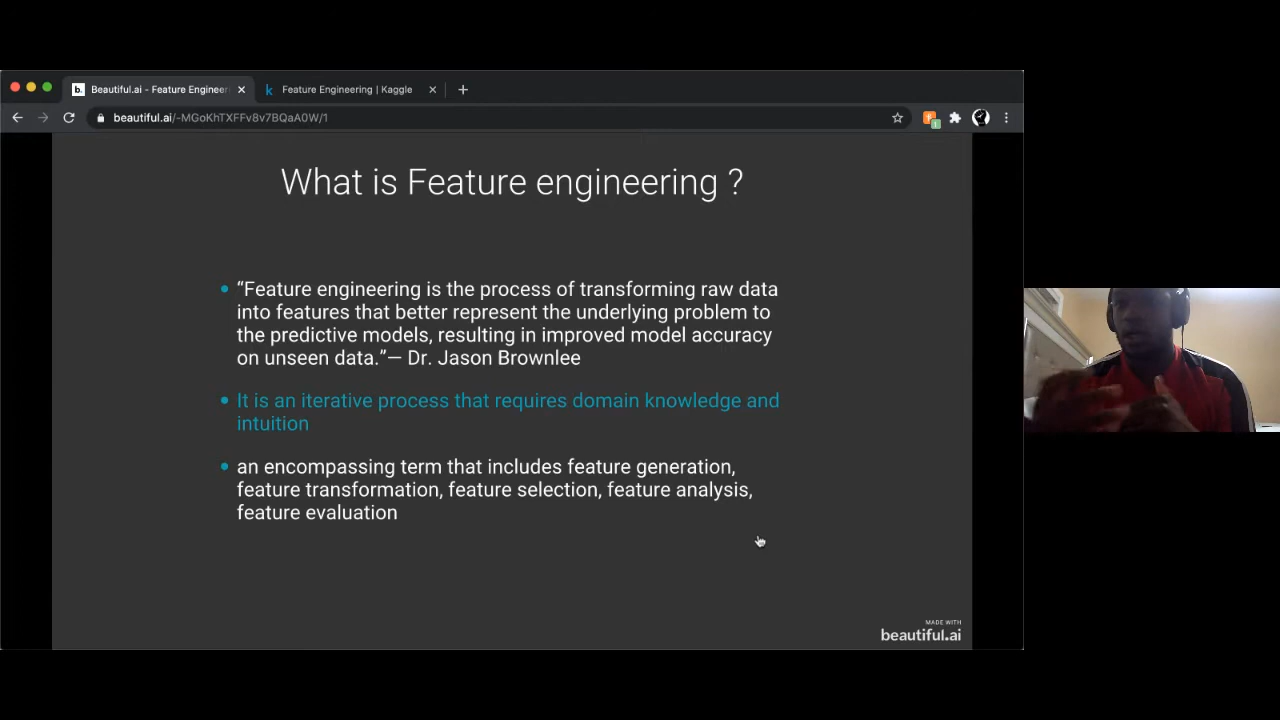 Beautiful.ai - Feature Engineer
Feature Engineering | Kaggle
beautiful.ai/-MGoKhTXFFv8v7BQaA0W/1
1
What is Feature engineering ?
“Feature engineering is the process of transforming raw data
into features that better represent the underlying problem to
the predictive models, resulting in improved model accuracy
on unseen data.”— Dr. Jason Brownlee
It is an iterative process that requires domain knowledge and
intuition
an encompassing term that includes feature generation,
feature transformation, feature selection, feature analysis,
feature evaluation
MADE WITH
beautiful.ai